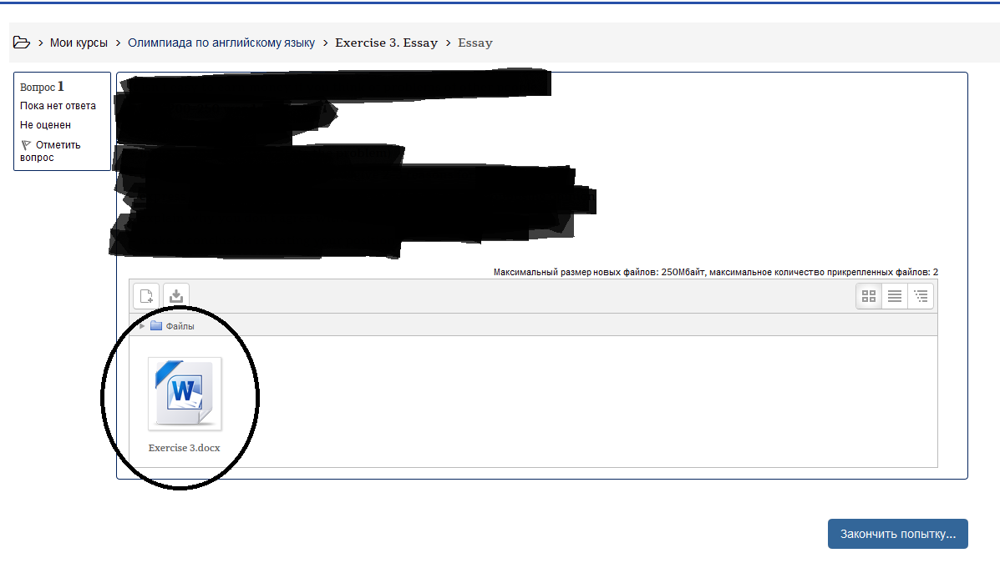 Мои курсы > Олимпиада по английскому языку > Exercise 3. Essay > Essay
Вопрос 1
Пока нет ответа
Не оценен
Отметить
вопрос
Максимальный размер новых файлов: 250Мбайт, максимальное количество прикрепленных файлов: 2
Файлы
W
Exercise 3.docx
Закончить попытку...